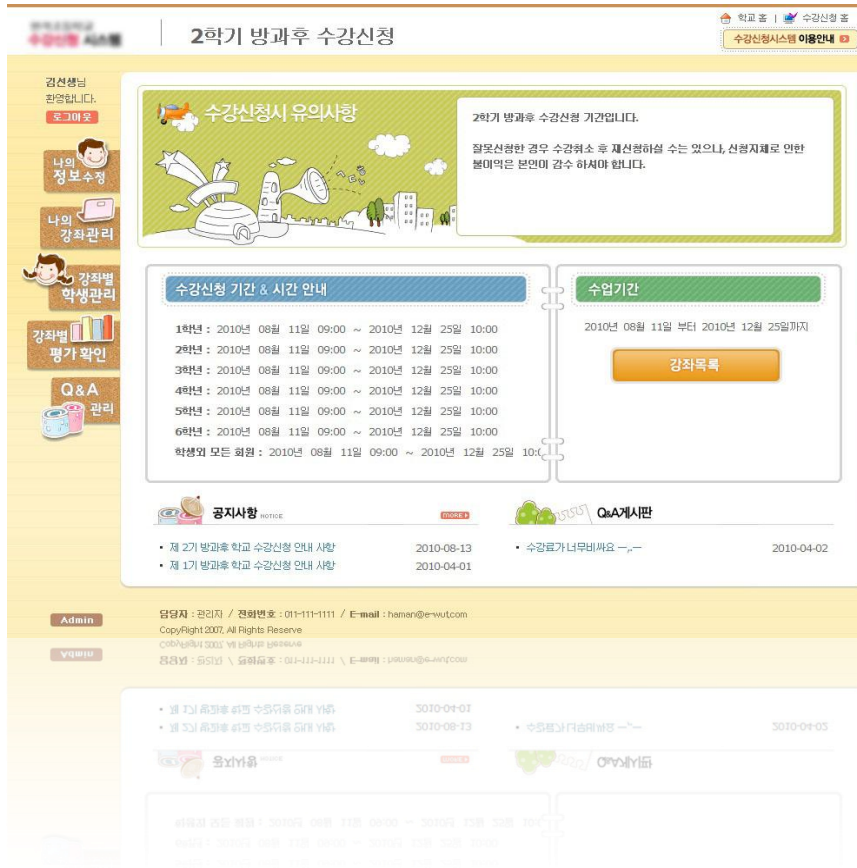 학교 홈 | 수강신청 홈
수강신청 시스템
2학기 방과후 수강신청
수강신청시스템 이용안내
김선생님
환영합니다.
로그아웃
나의
정보수정
나의
강좌관리
강좌별
학생관리
강좌별
평가 확인
Q&A
관리
수강신청시 유의사항
2학기 방과후 수강신청 기간입니다.
잘못신청한 경우 수강취소 후 재신청하실 수는 있으나, 신청지체로 인한
불이익은 본인이 감수 하셔야 합니다.
수강신청 기간 & 시간 안내
1학년 : 2010년 08월 11일 09:00 ~ 2010년 12월 25일 10:00
2학년 : 2010년 08월 11일 09:00 ~ 2010년 12월 25일 10:00
3학년 : 2010년 08월 11일 09:00 ~ 2010년 12월 25일 10:00
4학년 : 2010년 08월 11일 09:00 ~ 2010년 12월 25일 10:00
5학년 : 2010년 08월 11일 09:00 ~ 2010년 12월 25일 10:00
6학년 : 2010년 08월 11일 09:00 ~ 2010년 12월 25일 10:00
학생외 모든 회원 : 2010년 08월 11일 09:00 ~ 2010년 12월 25일 10:0
수업기간
2010년 08월 11일 부터 2010년 12월 25일까지
강좌목록
공지사항 NOTICE MORE
제 2기 방과후 학교 수강신청 안내 사항 2010-08-13
제 1기 방과후 학교 수강신청 안내 사항 2010-04-01
Q&A게시판
수강료가 너무비싸요 ㅡ,.ㅡ 2010-04-02
Admin
담당자 : 관리자 / 전화번호 : 011-111-1111 / E-mail : haman@e-wut,com
CopyRight 2007, All Rights Reserve